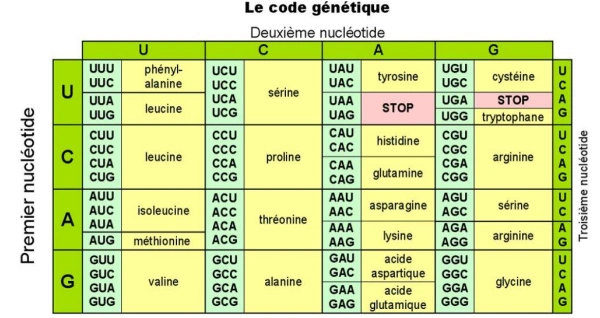 Le code génétique
Deuxième nucléotide
U C A G
Premier nucléotide
U
UUU
UUC
phényl-
alanine
UUA
UUG
leucine
UCU
UCC
UCA
UCG
sérine
UAU
UAC
tyrosine
UAA
UAG
STOP
UGU
UGC
cystéine
UGA
STOP
UGG
tryptophane
U
C
A
G
C
CUU
CUC
CUA
CUG
leucine
CCU
CCC
CCA
CCG
proline
CAU
CAC
histidine
CAA
CAG
glutamine
CGU
CGC
CGA
CGG
arginine
U
C
A
G
A
AUU
AUC
AUA
isoleucine
AUG
méthionine
ACU
ACC
ACA
ACG
thréonine
AAU
AAC
asparagine
AAA
AAG
lysine
AGU
AGC
sérine
AGA
AGG
arginine
U
C
A
G
G
GUU
GUC
GUA
GUG
valine
GCU
GCC
GCA
GCG
alanine
GAU
GAC
acide
aspartique
GAA
GAG
acide
glutamique
GGU
GGC
GGA
GGG
glycine
U
C
A
G
Troisième nucléotide